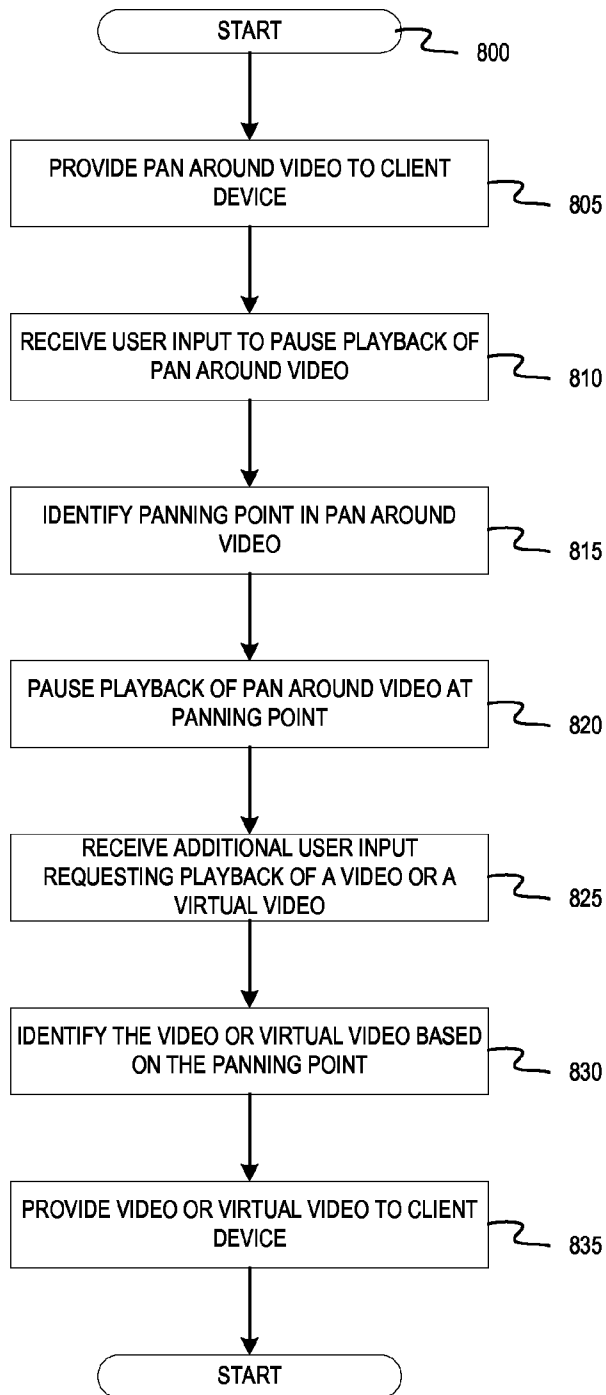 START
800
PROVIDE PAN AROUND VIDEO TO CLIENT
DEVICE
805
RECEIVE USER INPUT TO PAUSE PLAYBACK OF
PAN AROUND VIDEO
810
IDENTIFY PANNING POINT IN PAN AROUND
VIDEO
815
PAUSE PLAYBACK OF PAN AROUND VIDEO AT
PANNING POINT
820
RECEIVE ADDITIONAL USER INPUT
REQUESTING PLAYBACK OF A VIDEO OR A
VIRTUAL VIDEO
825
IDENTIFY THE VIDEO OR VIRTUAL VIDEO BASED
ON THE PANNING POINT
830
PROVIDE VIDEO OR VIRTUAL VIDEO TO CLIENT
DEVICE
835
START